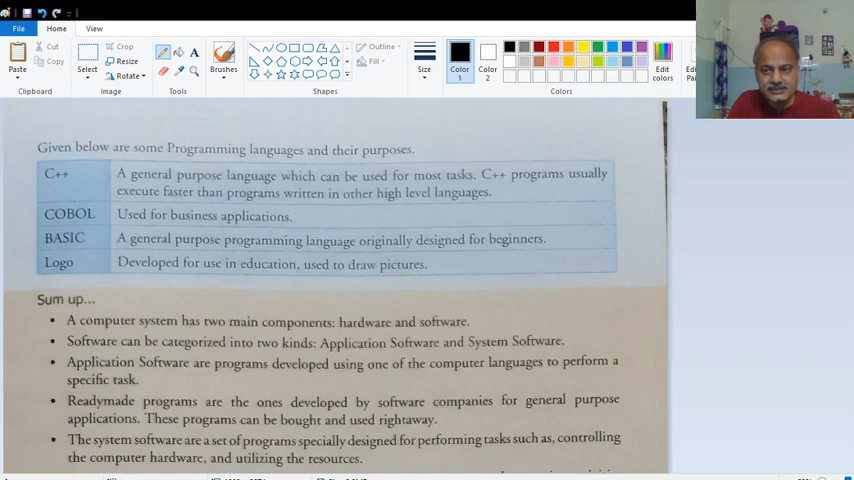 File
Home
View
Paste
Cut
Copy
Clipboard
Select
Crop
Resize
Rotate
Image
A
Tools
Brushes
Shapes
Outline
Fill
Size
Color
1
Color
2
Colors
Edit
colors
Edit
Given below are some Programming languages and their purposes.
C++ A general purpose language which can be used for most tasks. C++ programs usually
execute faster than programs written in other high level languages.
COBOL Used for business applications.
BASIC A general purpose programming language originally designed for beginners.
Logo Developed for use in education, used to draw pictures.
Sum up...
• A computer system has two main components: hardware and software.
• Software can be categorized into two kinds: Application Software and System Software.
• Application Software are programs developed using one of the computer languages to perform a
specific task.
• Readymade programs are the ones developed by software companies for general purpose
applications. These programs can be bought and used rightaway.
• The system software are a set of programs specially designed for performing tasks such as, controlling
the computer hardware, and utilizing the resources.